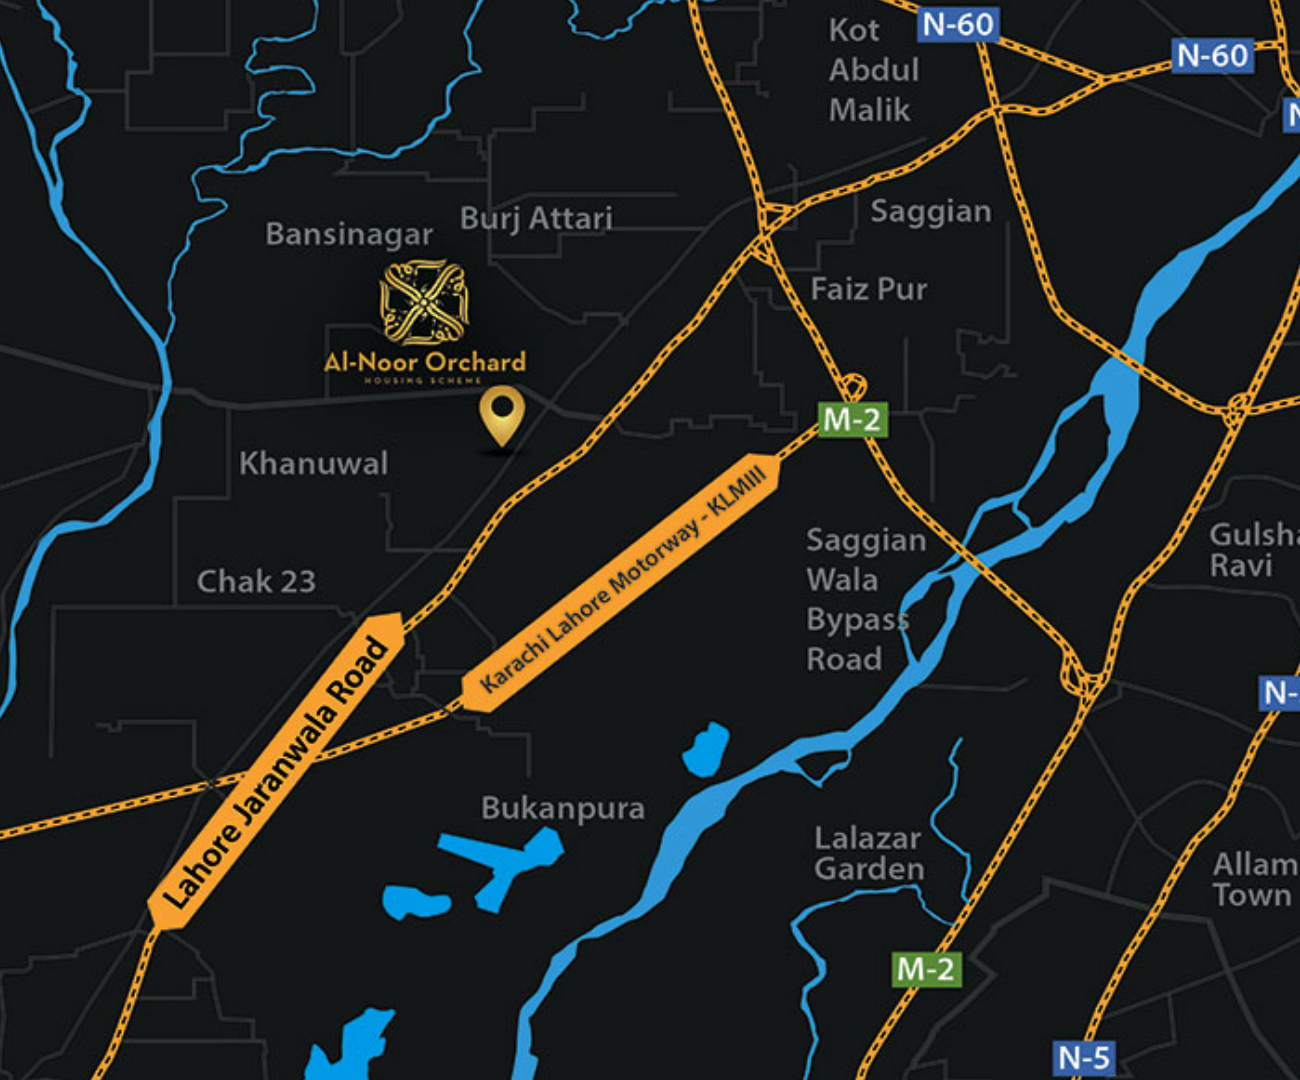 N-60
Kot
Abdul
Malik
N-60
N
Saggian
Burj Attari
Bansinagar
Faiz Pur
Al-Noor Orchard
HOUSING SCHEME
M-2
Khanuwal
Karachi Lahore Motorway - KLMIII
Saggian
Wala
Bypass
Road
Gulsha
Ravi
Chak 23
Lahore Jaranwala Road
N-
Bukanpura
Lalazar
Garden
Allam
Town
M-2
N-5